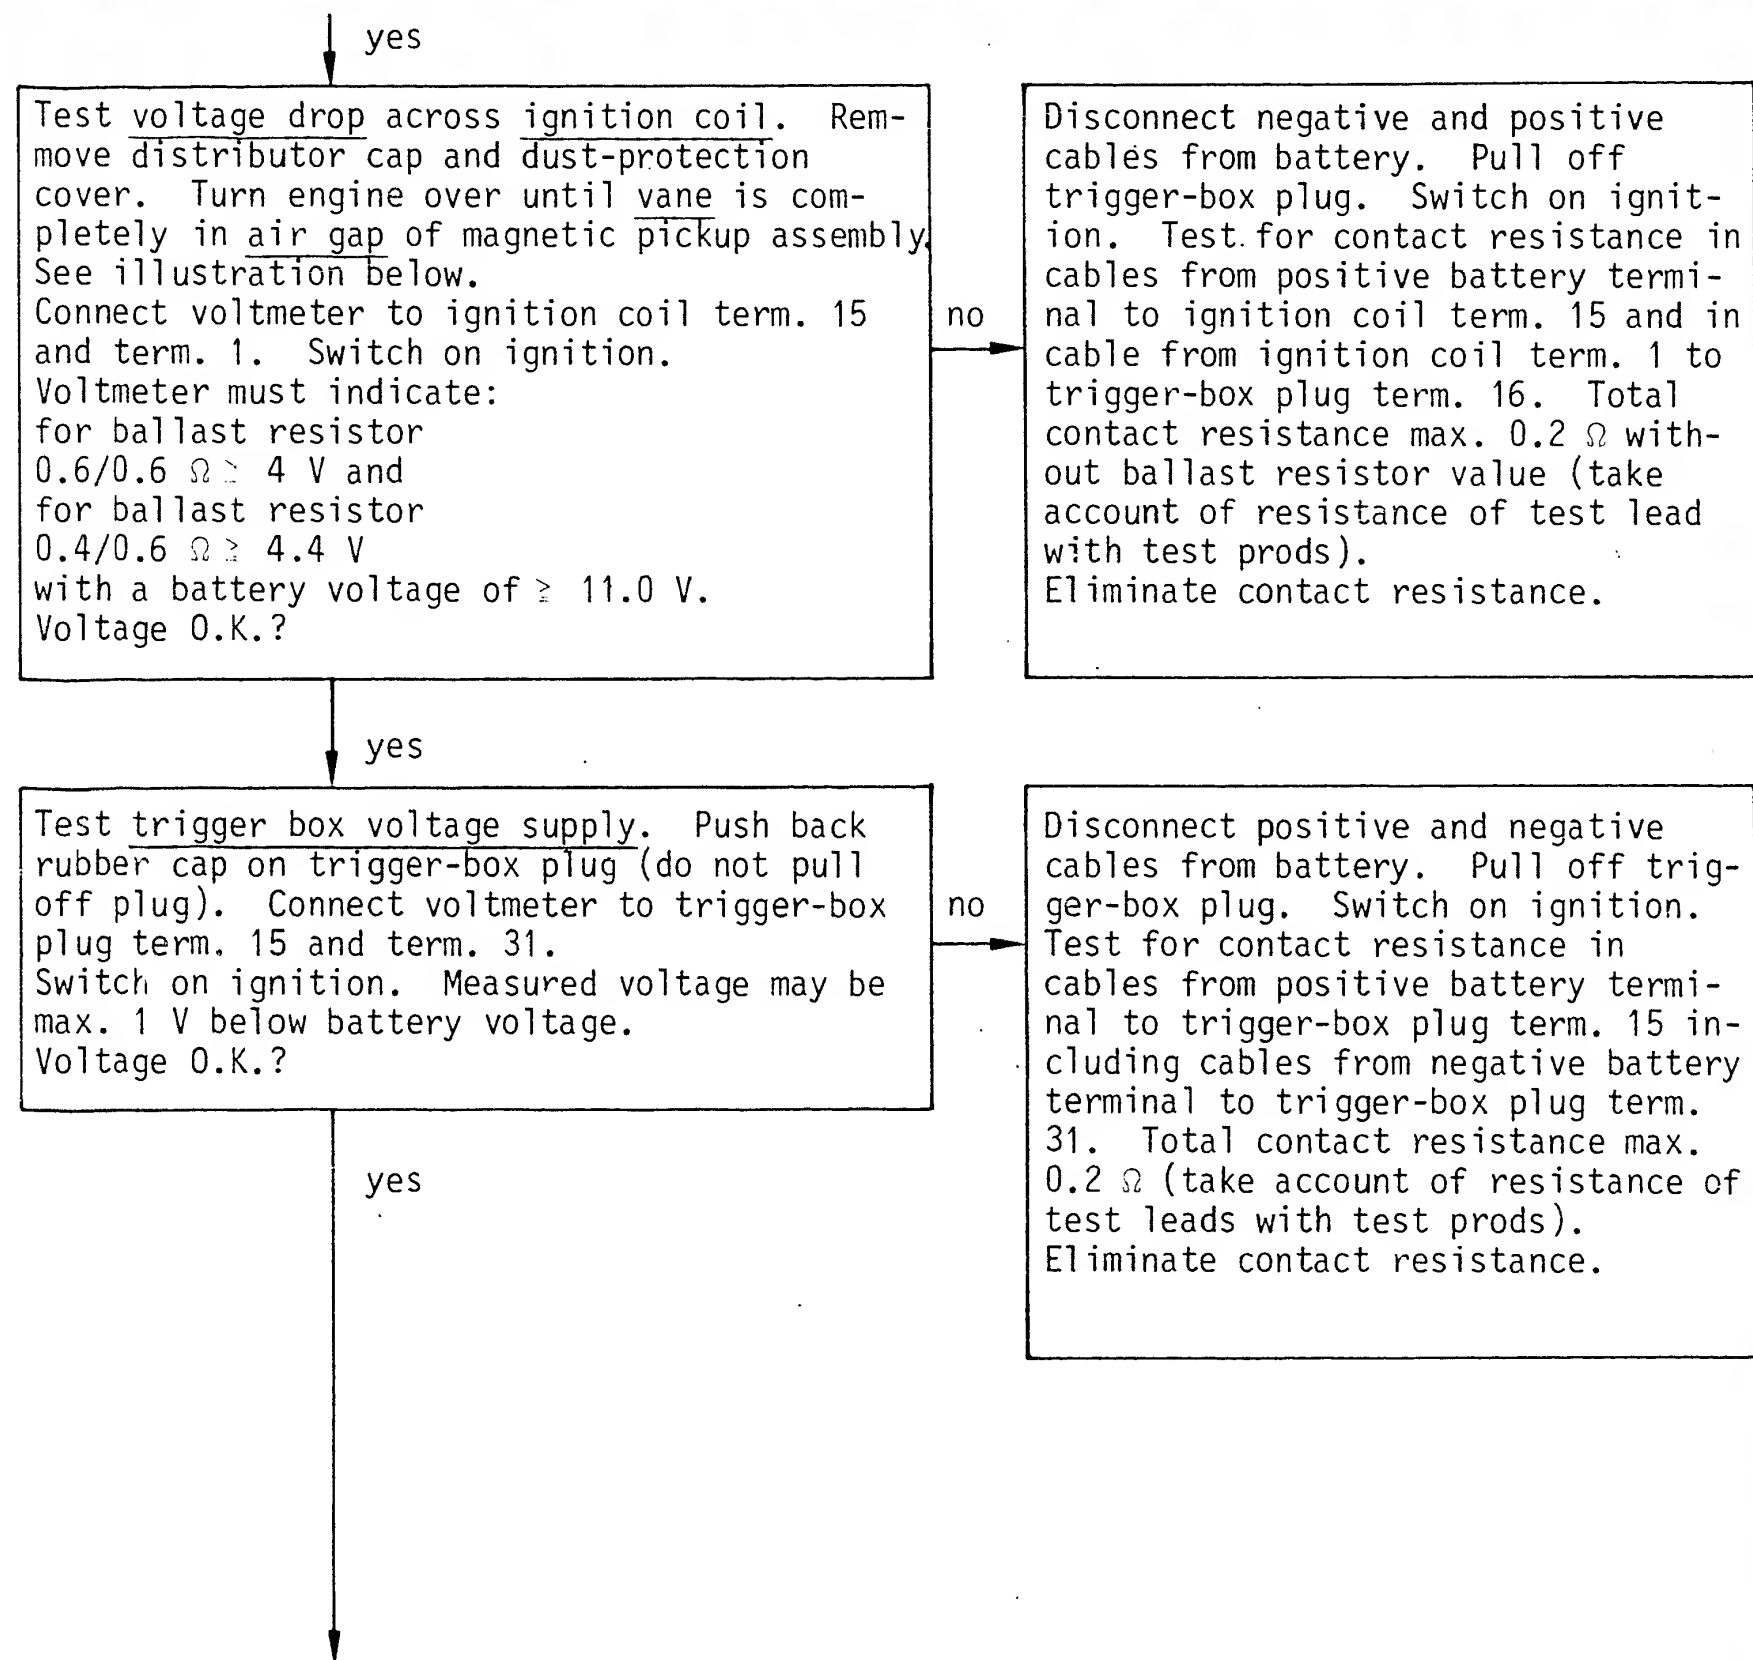 yes
Test voltage drop across ignition coil. Rem-
move distributor cap and dust-protection
cover. Turn engine over until vane is com-
pletely in air gap of magnetic pickup assembly.
See illustration below.
Connect voltmeter to ignition coil term. 15
and term. 1. Switch on ignition.
Voltmeter must indicate:
for ballast resistor
0.6/0.6 Ω ≥ 4 V and
for ballast resistor
0.4/0.6 Ω ≥ 4.4 V
with a battery voltage of ≥ 11.0 V.
Voltage O.K.?
no
Disconnect negative and positive
cables from battery. Pull off
trigger-box plug. Switch on ignit-
ion. Test for contact resistance in
cables from positive battery termi-
nal to ignition coil term. 15 and in
cable from ignition coil term. 1 to
trigger-box plug term. 16. Total
contact resistance max. 0.2 Ω with-
out ballast resistor value (take
account of resistance of test lead
with test prods).
Eliminate contact resistance.
yes
Test trigger box voltage supply. Push back
rubber cap on trigger-box plug (do not pull
off plug). Connect voltmeter to trigger-box
plug term. 15 and term. 31.
Switch on ignition. Measured voltage may be
max. 1 V below battery voltage.
Voltage O.K.?
no
Disconnect positive and negative
cables from battery. Pull off trig-
ger-box plug. Switch on ignition.
Test for contact resistance in
cables from positive battery termi-
nal to trigger-box plug term. 15 in-
cluding cables from negative battery
terminal to trigger-box plug term.
31. Total contact resistance max.
0.2 Ω (take account of resistance of
test leads with test prods).
Eliminate contact resistance.
yes